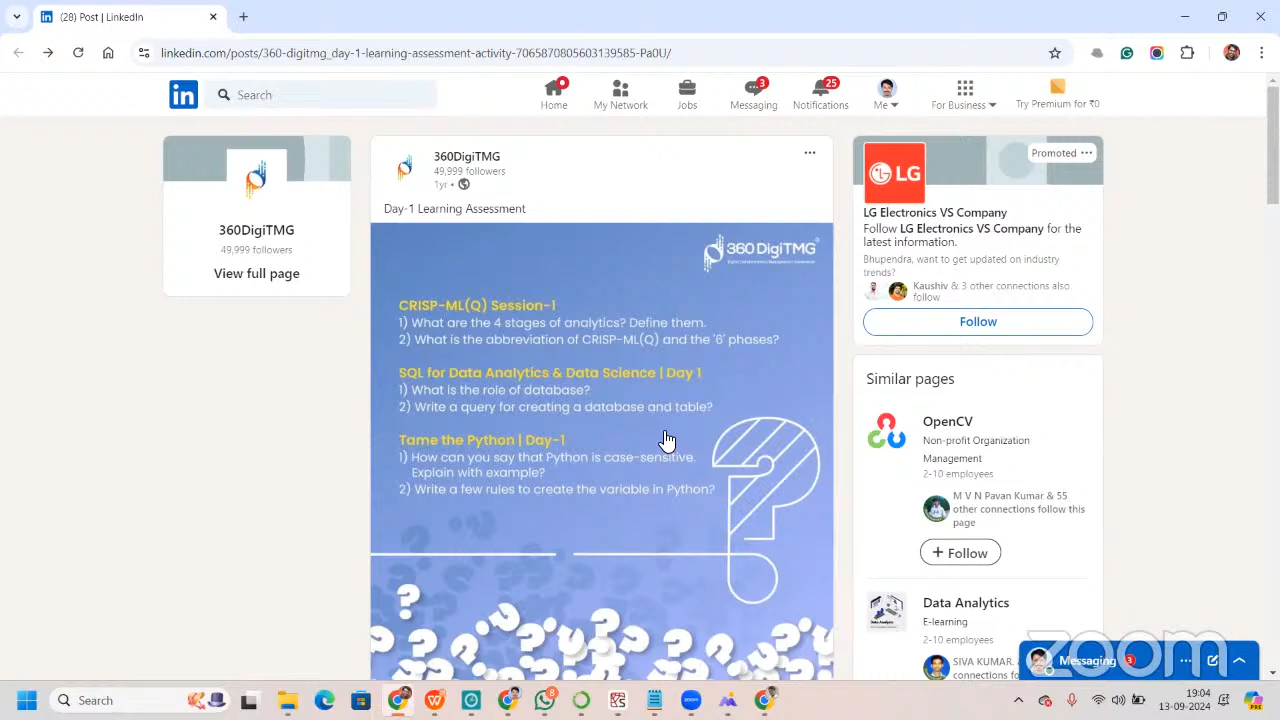 (28) Post | LinkedIn
linkedin.com/posts/360-digitmg_day-1-learning-assessment-activity-7065870805603139585-Pa0U/
in
Search
Home
My Network
Jobs
3
Messaging
25
Notifications
Me
For Business
Try Premium for ₹0
360DigiTMG
49,999 followers
View full page
360DigiTMG
49,999 followers
1yr •
Day-1 Learning Assessment
360 DigiTMG
CRISP-ML(Q) Session-1
1) What are the 4 stages of analytics? Define them.
2) What is the abbreviation of CRISP-ML(Q) and the '6' phases?
SQL for Data Analytics & Data Science | Day 1
1) What is the role of database?
2) Write a query for creating a database and table?
Tame the Python | Day-1
1) How can you say that Python is case-sensitive.
Explain with example?
2) Write a few rules to create the variable in Python?
LG
Promoted
LG Electronics VS Company
Follow LG Electronics VS Company for the
latest information.
Bhupendra, want to get updated on industry
trends?
Kaushiv & 3 other connections also
follow
Follow
Similar pages
OpenCV
Non-profit Organization
Management
2-10 employees
M V N Pavan Kumar & 55
other connections follow this
page
+ Follow
Data Analytics
E-learning
2-10 employees
SIVA KUMAR.
zoom
Messaging 3
Search
8
zoom
19:04
13-09-2024